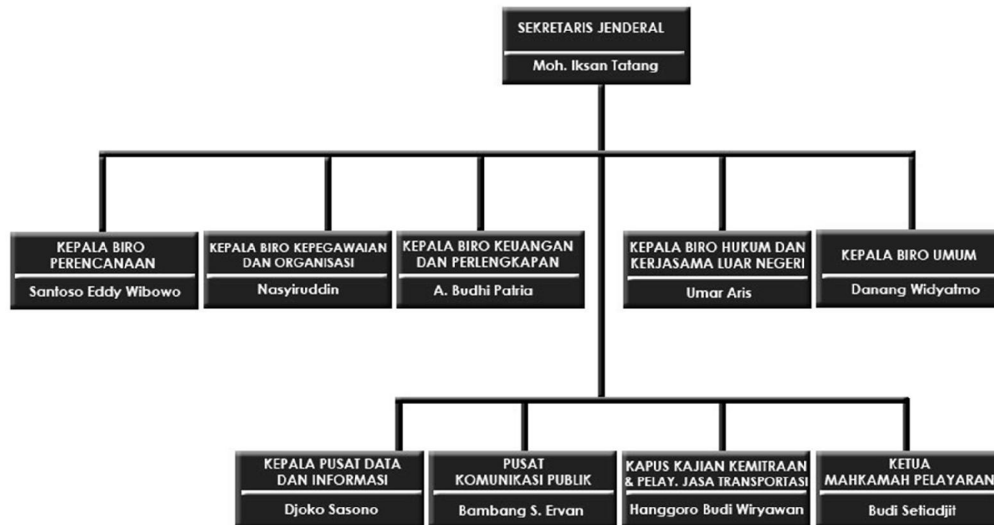 SEKRETARIS JENDERAL
Moh. Iksan Tatang
KEPALA BIRO
PERENCANAAN
Santoso Eddy Wibowo
KEPALA BIRO KEPEGAWAIAN
DAN ORGANISASI
Nasyiruddin
KEPALA BIRO KEUANGAN
DAN PERLENGKAPAN
A. Budhi Patria
KEPALA BIRO HUKUM DAN
KERJASAMA LUAR NEGERI
Umar Aris
KEPALA BIRO UMUM
Danang Widyatmo
KEPALA PUSAT DATA
DAN INFORMASI
Djoko Sasono
PUSAT
KOMUNIKASI PUBLIK
Bambang S. Ervan
KAPUS KAJIAN KEMITRAAN
& PELAY. JASA TRANSPORTASI
Hanggoro Budi Wiryawan
KETUA
MAHKAMAH PELAYARAN
Budi Setiadjit